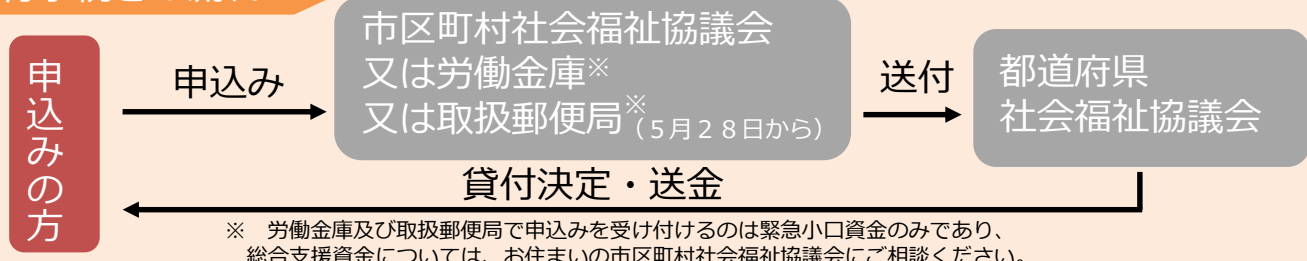 申込みの方
申込み
市区町村社会福祉協議会
又は労働金庫※
又は取扱郵便局※（５月２８日から）
送付
都道府県
社会福祉協議会
貸付決定・送金
※　労働金庫及び取扱郵便局で申込みを受け付けるのは緊急小口資金のみであり、
総合支援資金については、お住まいの市区町村社会福祉協議会にご相談ください。